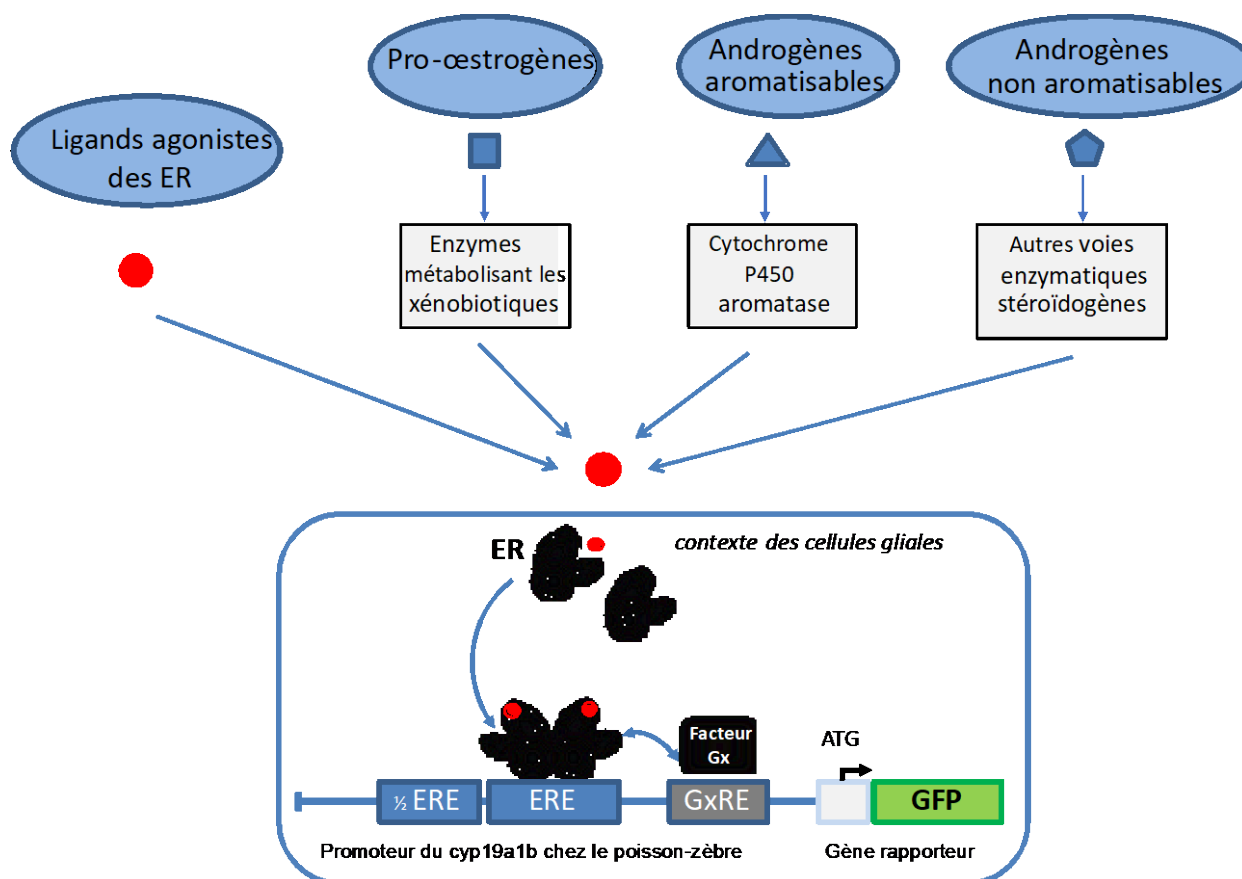 Pro-œstrogènes
Androgènes
aromatisables
Androgènes
non aromatisables
Ligands agonistes
des ER
Enzymes
métabolisant les
xénobiotiques
Cytochrome
P450
aromatase
Autres voies
enzymatiques
stéroïdogènes
ER
contexte des cellules gliales
Facteur
Gx
ATG
½ ERE
ERE
GxRE
GFP
Promoteur du cyp19a1b chez le poisson-zèbre
Gène rapporteur